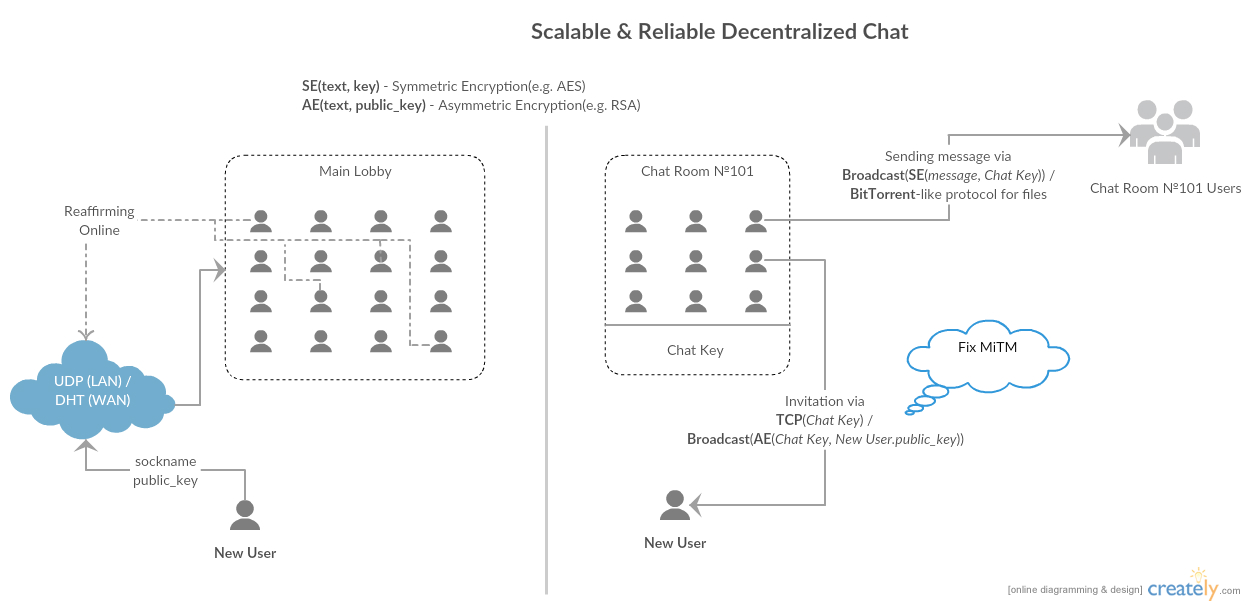 Scalable & Reliable Decentralized Chat
SE(text, key) - Symmetric Encryption(e.g. AES)
AE(text, public_key) - Asymmetric Encryption(e.g. RSA)
Main Lobby
Reaffirming
Online
UDP (LAN) /
DHT (WAN)
sockname
public_key
New User
Chat Room №101
Chat Key
Sending message via
Broadcast(SE(message, Chat Key)) /
BitTorrent-like protocol for files
Chat Room №101 Users
Fix MiTM
Invitation via
TCP(Chat Key) /
Broadcast(AE(Chat Key, New User.public_key))
New User
[online diagramming & design] creately.com